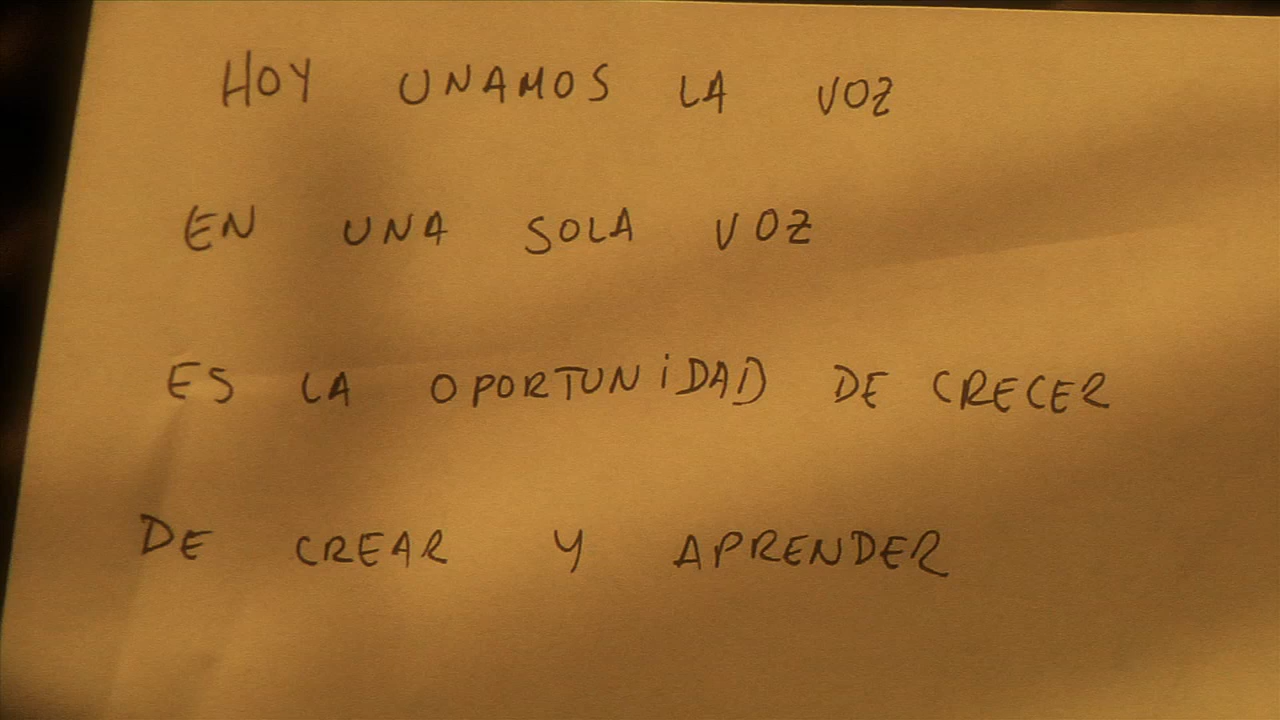 HOY UNAMOS LA VOZ
EN UNA SOLA VOZ
ES LA OPORTUNIDAD DE CRECER
DE CREAR Y APRENDER